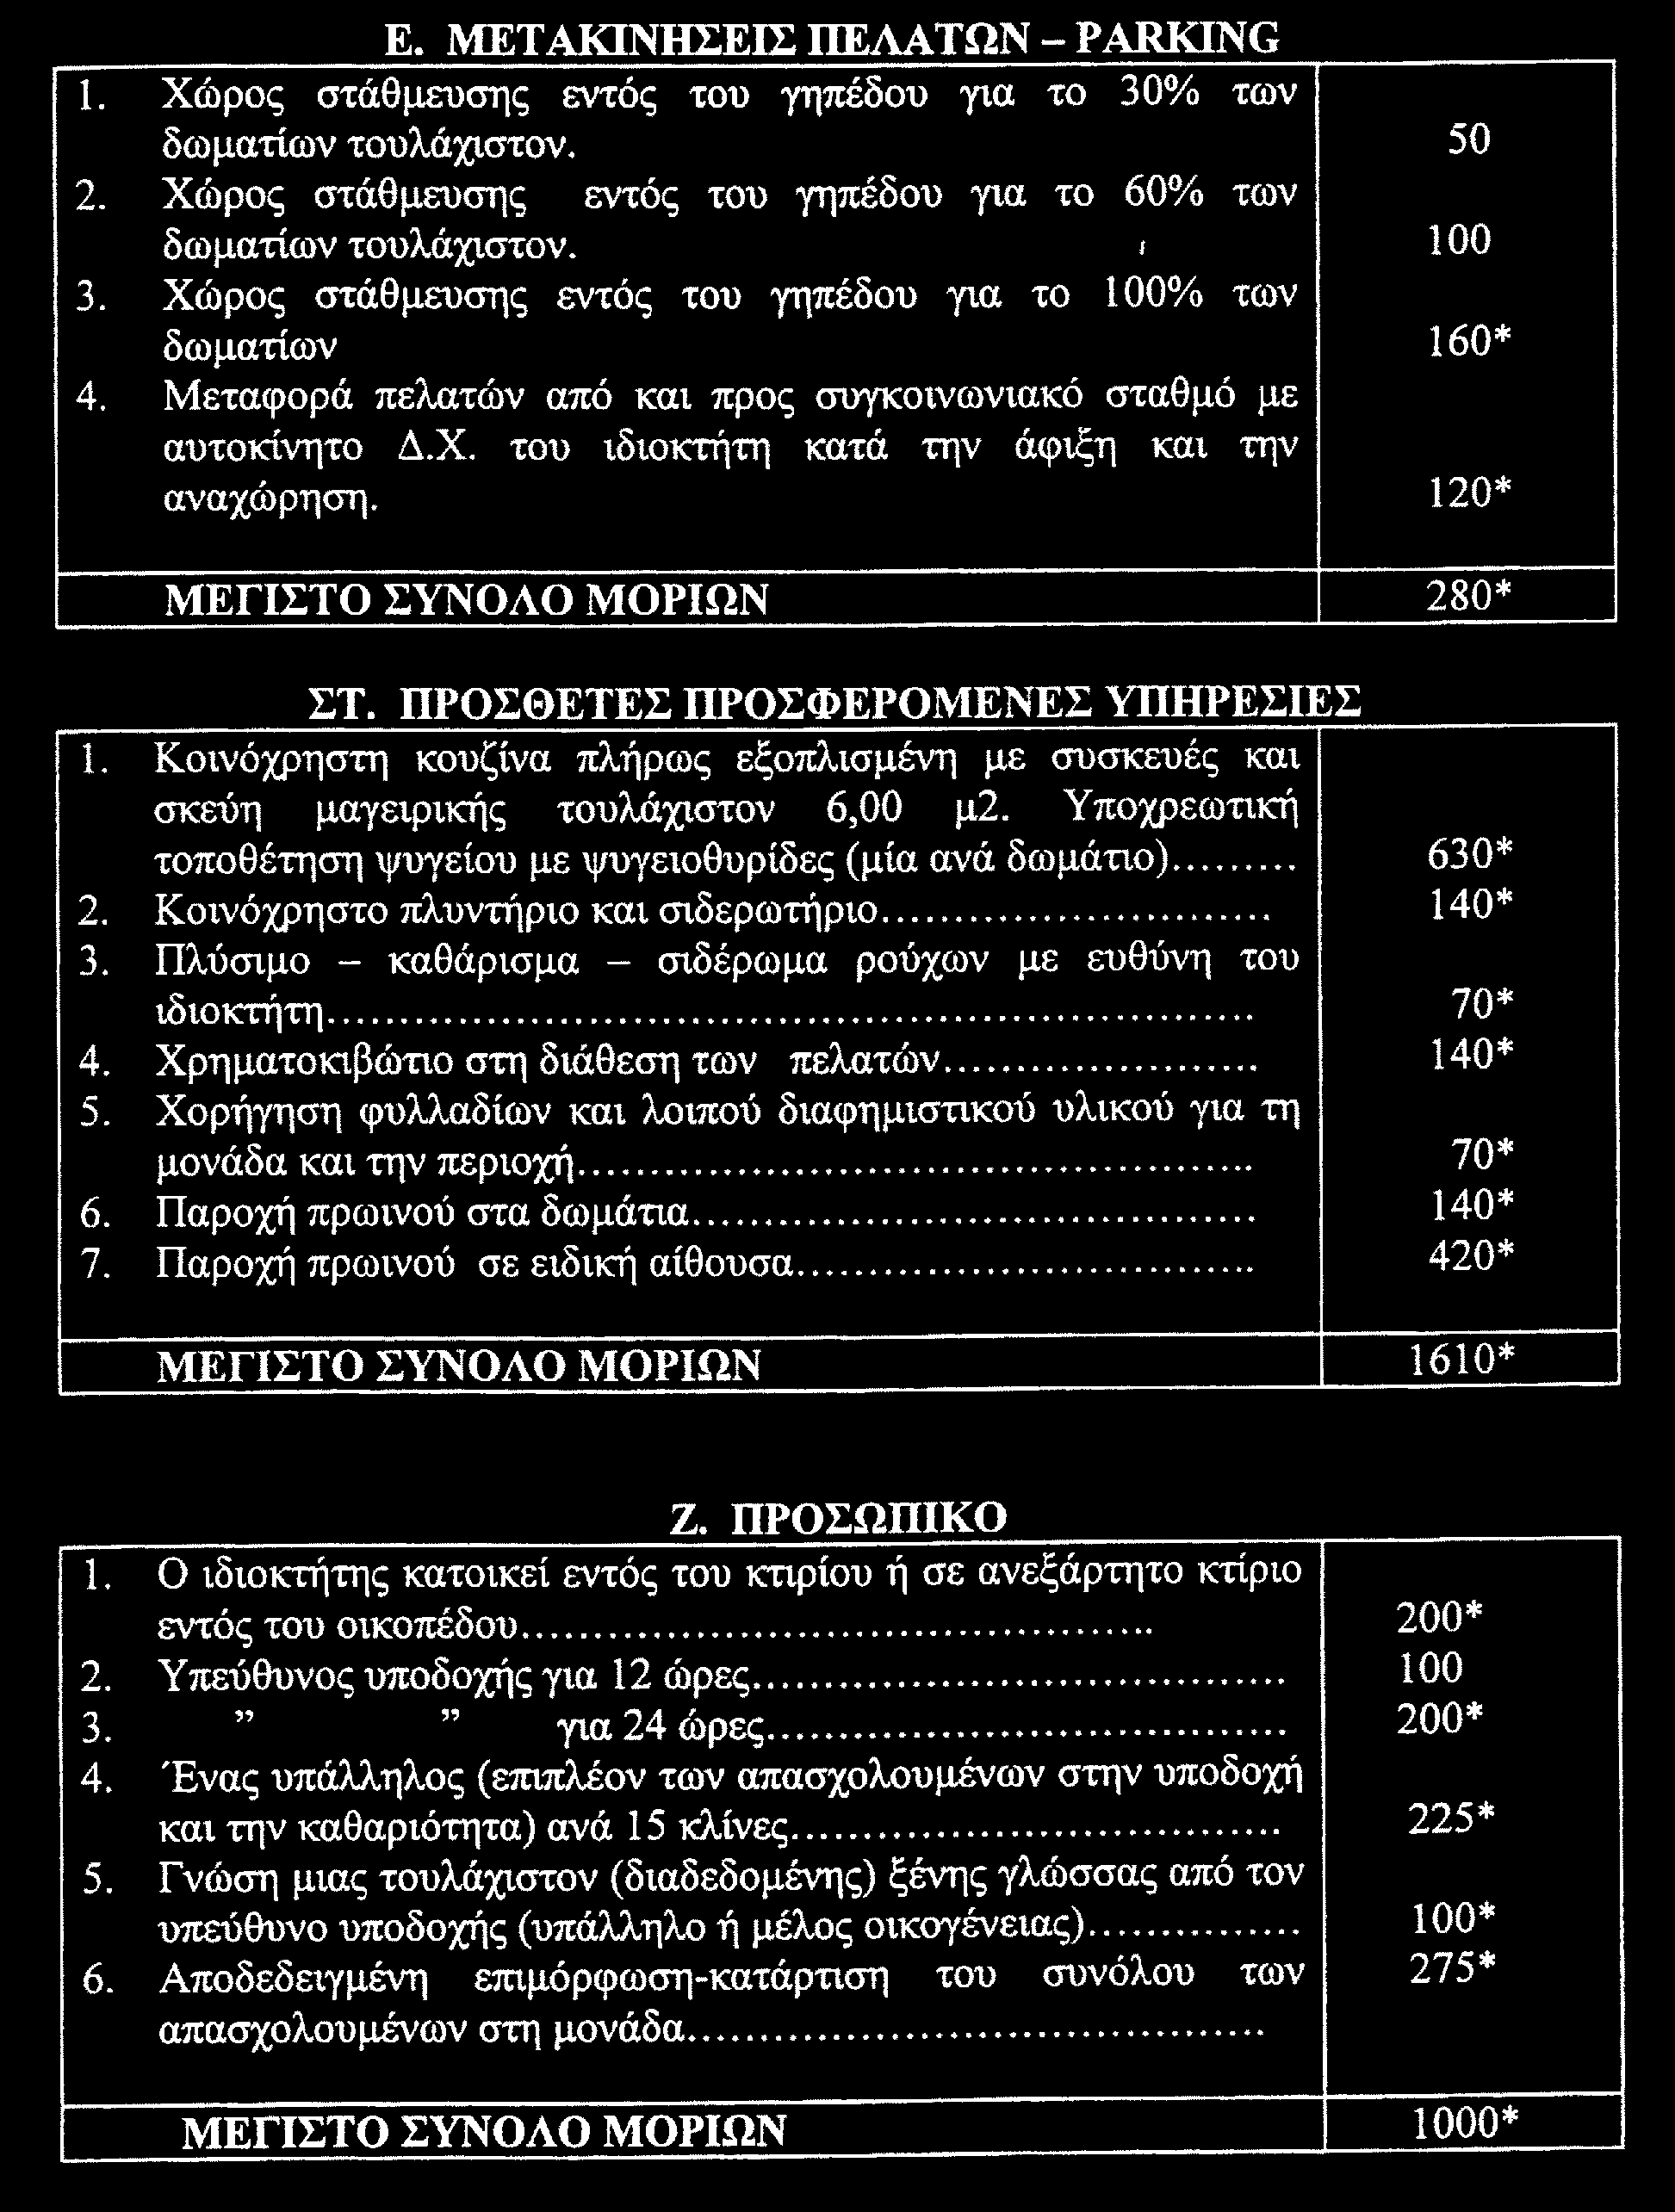 Ε. ΜΕΤΑΚΙΝΗΣΕΙΣ ΠΕΛΑΤΩΝ – PARKING
1. Χώρος στάθμευσης εντός του γηπέδου για το 30% των
δωματίων τουλάχιστον. 50
2. Χώρος στάθμευσης εντός του γηπέδου για το 60% των
δωματίων τουλάχιστον. 100
3. Χώρος στάθμευσης εντός του γηπέδου για το 100% των
δωματίων 160*
4. Μεταφορά πελατών από και προς συγκοινωνιακό σταθμό με
αυτοκίνητο Δ.Χ. του ιδιοκτήτη κατά την άφιξη και την
αναχώρηση. 120*
ΜΕΓΙΣΤΟ ΣΥΝΟΛΟ ΜΟΡΙΩΝ 280*
ΣΤ. ΠΡΟΣΘΕΤΕΣ ΠΡΟΣΦΕΡΟΜΕΝΕΣ ΥΠΗΡΕΣΙΕΣ
1. Κοινόχρηστη κουζίνα πλήρως εξοπλισμένη με συσκευές και
σκεύη μαγειρικής τουλάχιστον 6,00 μ2. Υποχρεωτική
τοποθέτηση ψυγείου με ψυγειοθυρίδες (μία ανά δωμάτιο)......... 630*
2. Κοινόχρηστο πλυντήριο και σιδερωτήριο............................. 140*
3. Πλύσιμο – καθάρισμα – σιδέρωμα ρούχων με ευθύνη του
ιδιοκτήτη..................................................................... 70*
4. Χρηματοκιβώτιο στη διάθεση των πελατών....................... 140*
5. Χορήγηση φυλλαδίων και λοιπού διαφημιστικού υλικού για τη
μονάδα και την περιοχή.................................................. 70*
6. Παροχή πρωινού στα δωμάτια.......................................... 140*
7. Παροχή πρωινού σε ειδική αίθουσα.................................. 420*
ΜΕΓΙΣΤΟ ΣΥΝΟΛΟ ΜΟΡΙΩΝ 1610*
Ζ. ΠΡΟΣΩΠΙΚΟ
1. Ο ιδιοκτήτης κατοικεί εντός του κτιρίου ή σε ανεξάρτητο κτίριο
εντός του οικοπέδου............................................... 200*
2. Υπεύθυνος υποδοχής για 12 ώρες....................................... 100
3. ” ” για 24 ώρες...................................... 200*
4. Ένας υπάλληλος (επιπλέον των απασχολουμένων στην υποδοχή
και την καθαριότητα) ανά 15 κλίνες.................................... 225*
5. Γνώση μιας τουλάχιστον (διαδεδομένης) ξένης γλώσσας από τον
υπεύθυνο υποδοχής (υπάλληλο ή μέλος οικογένειας)............... 100*
6. Αποδεδειγμένη επιμόρφωση-κατάρτιση του συνόλου των 275*
απασχολουμένων στη μονάδα...........................................
ΜΕΓΙΣΤΟ ΣΥΝΟΛΟ ΜΟΡΙΩΝ 1000*